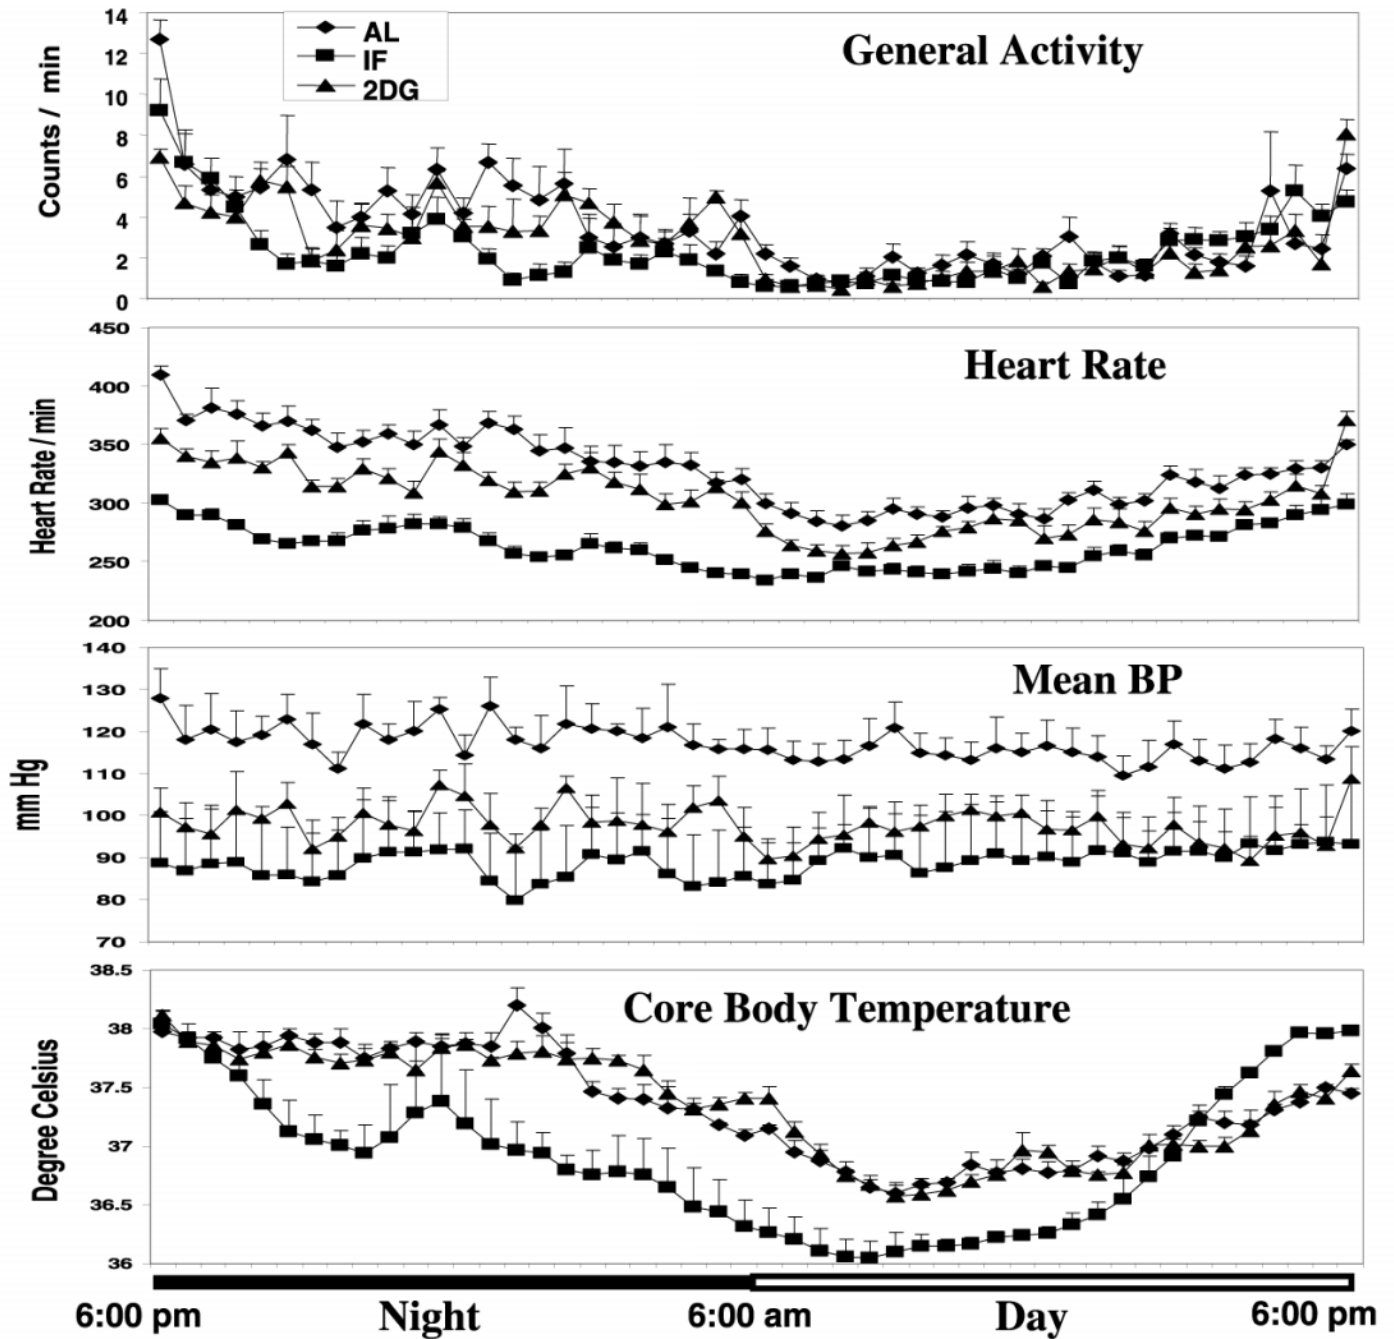 14
12
10
8
6
4
2
0
Counts / min
AL
IF
2DG
General Activity
450
400
350
300
250
200
Heart Rate / min
Heart Rate
140
130
120
110
100
90
80
70
mm Hg
Mean BP
38.5
38
37.5
37
36.5
36
Degree Celsius
Core Body Temperature
6:00 pm Night 6:00 am Day 6:00 pm